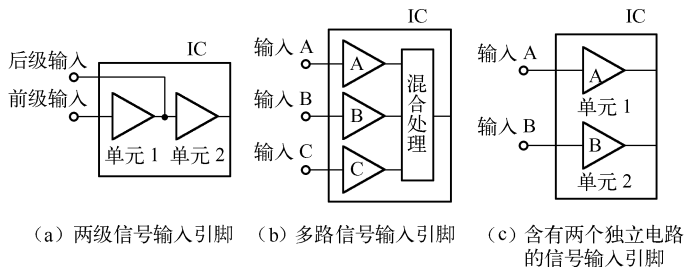 IC
后级输入
前级输入
单元 1 单元 2
(a) 两级信号输入引脚
IC
输入 A
A
输入 B
B
输入 C
C
混合处理
(b) 多路信号输入引脚
IC
输入 A
A
单元 1
输入 B
B
单元 2
(c) 含有两个独立电路
的信号输入引脚